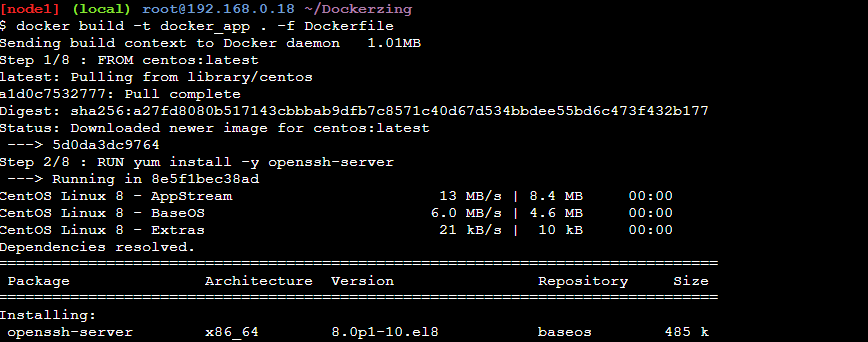 [node1] (local) root@192.168.0.18 ~/Dockerzing
$ docker build -t docker_app . -f Dockerfile
Sending build context to Docker daemon   1.01MB
Step 1/8 : FROM centos:latest
latest: Pulling from library/centos
a1d0c7532777: Pull complete
Digest: sha256:a27fd8080b517143cbbbab9dfb7c8571c40d67d534bbdee55bd6c473f432b177
Status: Downloaded newer image for centos:latest
 ---> 5d0da3dc9764
Step 2/8 : RUN yum install -y openssh-server
 ---> Running in 8e5f1bec38ad
CentOS Linux 8 - AppStream                       13 MB/s | 8.4 MB     00:00
CentOS Linux 8 - BaseOS                         6.0 MB/s | 4.6 MB     00:00
CentOS Linux 8 - Extras                          21 kB/s |  10 kB     00:00
Dependencies resolved.
================================================================================
 Package               Architecture  Version                Repository     Size
================================================================================
Installing:
 openssh-server        x86_64        8.0p1-10.el8           baseos        485 k